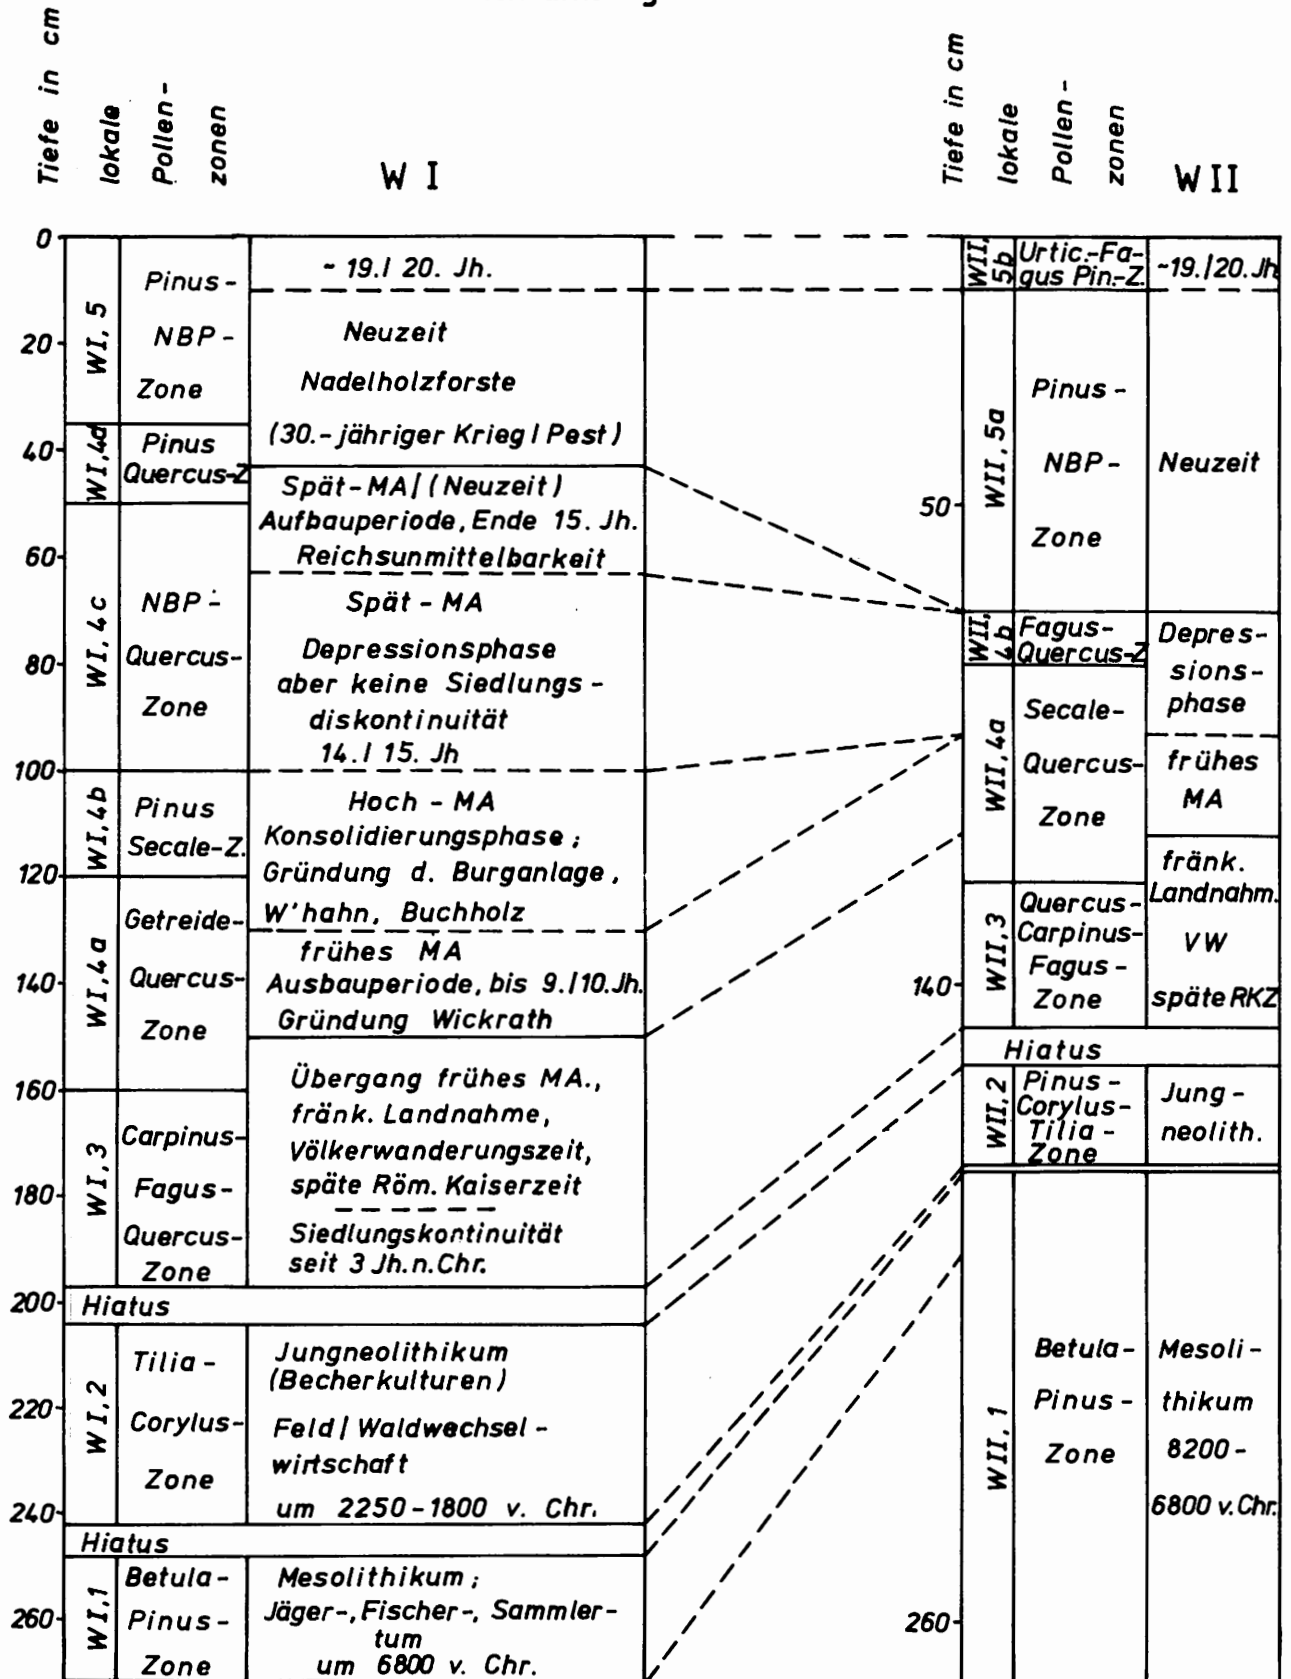 Tiefe in cm
lokale
Pollen-
zonen
W I
Tiefe in cm
lokale
Pollen-
zonen
W II
0
20
40
60
80
100
120
140
160
180
200
220
240
260
WI, 5
Pinus-
NBP-
Zone
WI,4d
Pinus
Quercus-Z
WI, 4c
NBP-
Quercus-
Zone
WI,4b
Pinus
Secale-Z.
WI,4a
Getreide-
Quercus-
Zone
WI,3
Carpinus-
Fagus-
Quercus-
Zone
Hiatus
WI,2
Tilia-
Corylus-
Zone
Hiatus
WI,1
Betula-
Pinus-
Zone
~ 19./ 20. Jh.
Neuzeit
Nadelholzforste
(30.-jähriger Krieg / Pest)
Spät-MA/(Neuzeit)
Aufbauperiode, Ende 15. Jh.
Reichsunmittelbarkeit
Spät - MA
Depressionsphase
aber keine Siedlungs-
diskontinuität
14./ 15. Jh
Hoch - MA
Konsolidierungsphase;
Gründung d. Burganlage,
W'hahn, Buchholz
frühes MA
Ausbauperiode, bis 9./10.Jh.
Gründung Wickrath
Übergang frühes MA.,
fränk. Landnahme,
Völkerwanderungszeit,
späte Röm. Kaiserzeit
Siedlungskontinuität
seit 3 Jh.n.Chr.
Jungneolithikum
(Becherkulturen)
Feld/Waldwechsel-
wirtschaft
um 2250-1800 v. Chr.
Mesolithikum;
Jäger-, Fischer-, Sammler-
tum
um 6800 v. Chr.
50
140
260
WII,
5b
Urtic.-Fa-
gus Pin.-Z.
~19./20. Jh
WII, 5a
Pinus-
NBP-
Zone
Neuzeit
WII,
4b
Fagus-
Quercus-Z
Depres-
sions-
phase
WII, 4a
Secale-
Quercus-
Zone
frühes
MA
WII,3
Quercus-
Carpinus-
Fagus-
Zone
fränk.
Landnahm.
VW
späte RKZ
Hiatus
WII,2
Pinus-
Corylus-
Tilia-
Zone
Jung-
neolith.
WII, 1
Betula-
Pinus-
Zone
Mesoli-
thikum
8200-
6800 v. Chr.